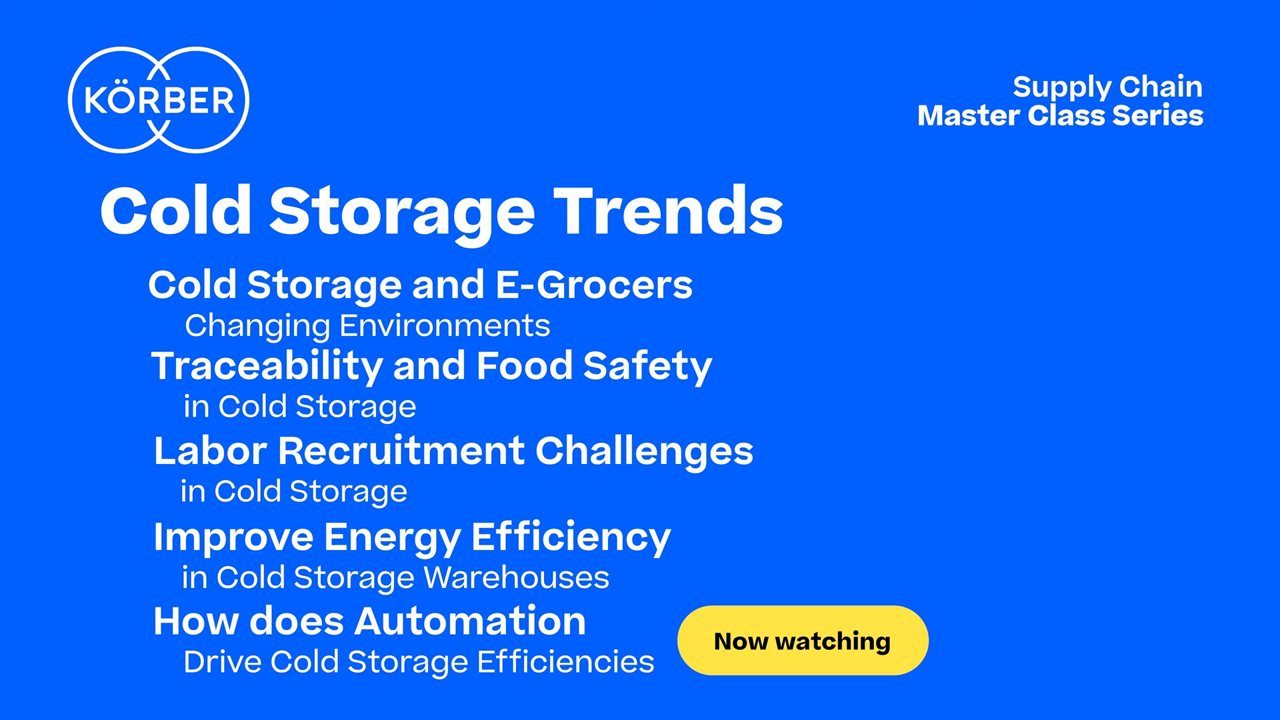 KÖRBER
Supply Chain
Master Class Series
Cold Storage Trends
Cold Storage and E-Grocers
Changing Environments
Traceability and Food Safety
in Cold Storage
Labor Recruitment Challenges
in Cold Storage
Improve Energy Efficiency
in Cold Storage Warehouses
How does Automation
Drive Cold Storage Efficiencies
Now watching